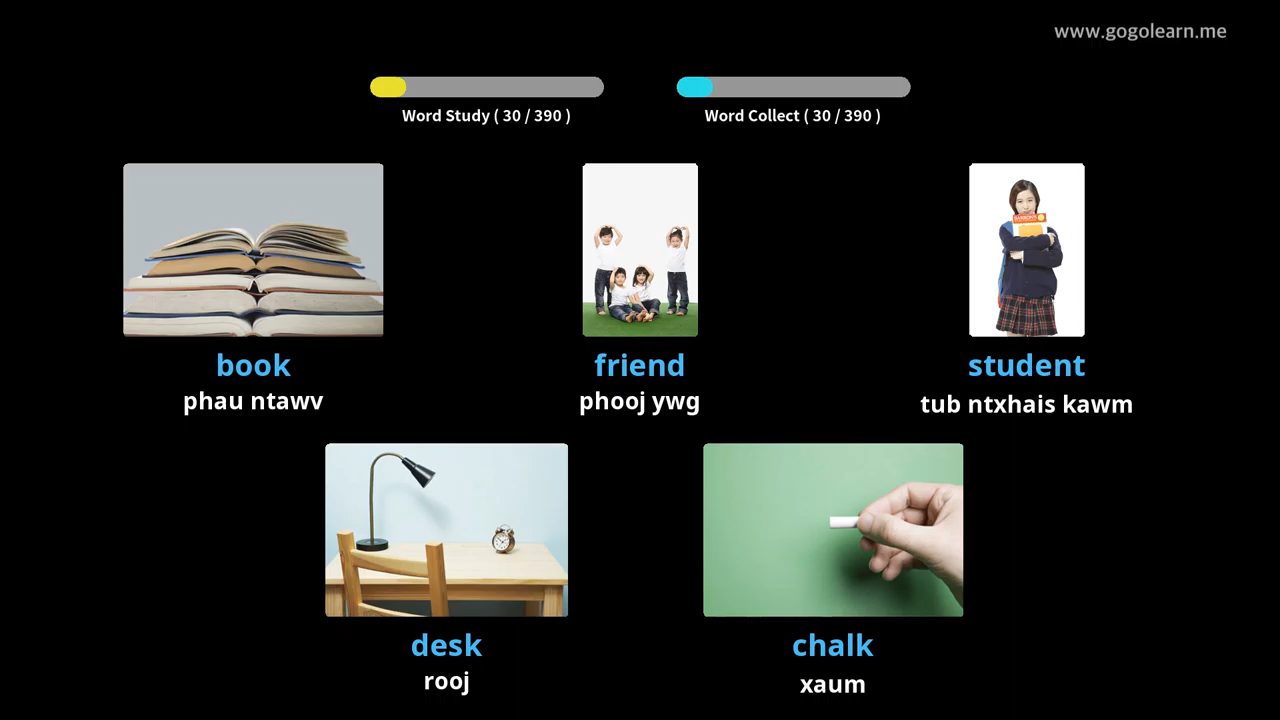 www.gogolearn.me
Word Study ( 30 / 390 )
Word Collect ( 30 / 390 )
book
phau ntawv
friend
phooj ywg
student
tub ntxhais kawm
desk
rooj
chalk
xaum